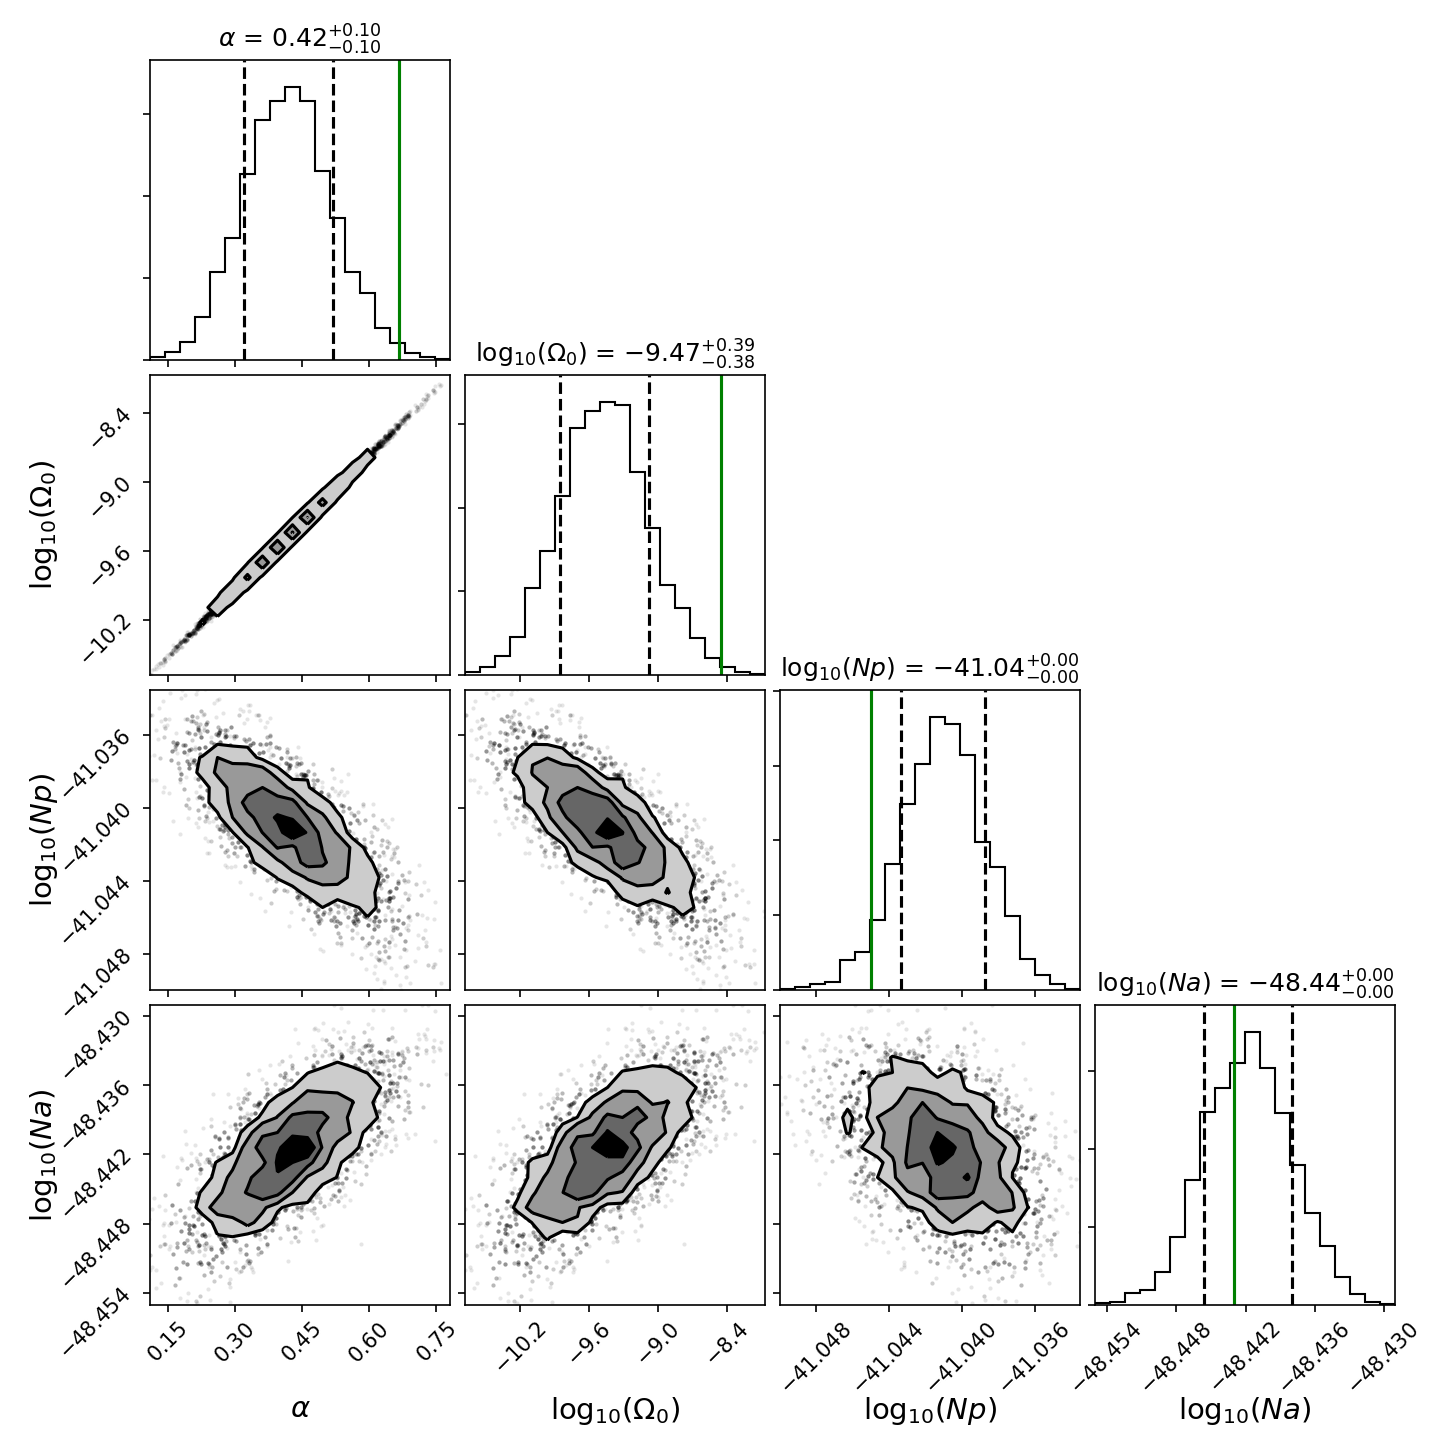 α = 0.42+0.10−0.10
log10(Ω0) = −9.47+0.39−0.38
−8.4
−9.0
−9.6
−10.2
log10(Ω0)
log10(Np) = −41.04+0.00−0.00
−41.036
−41.040
−41.044
−41.048
log10(Np)
log10(Na) = −48.44+0.00−0.00
−48.430
−48.436
−48.442
−48.448
−48.454
log10(Na)
0.15 0.30 0.45 0.60 0.75
−10.2 −9.6 −9.0 −8.4
−41.048 −41.044 −41.040 −41.036
−48.454 −48.448 −48.442 −48.436 −48.430
α
log10(Ω0)
log10(Np)
log10(Na)